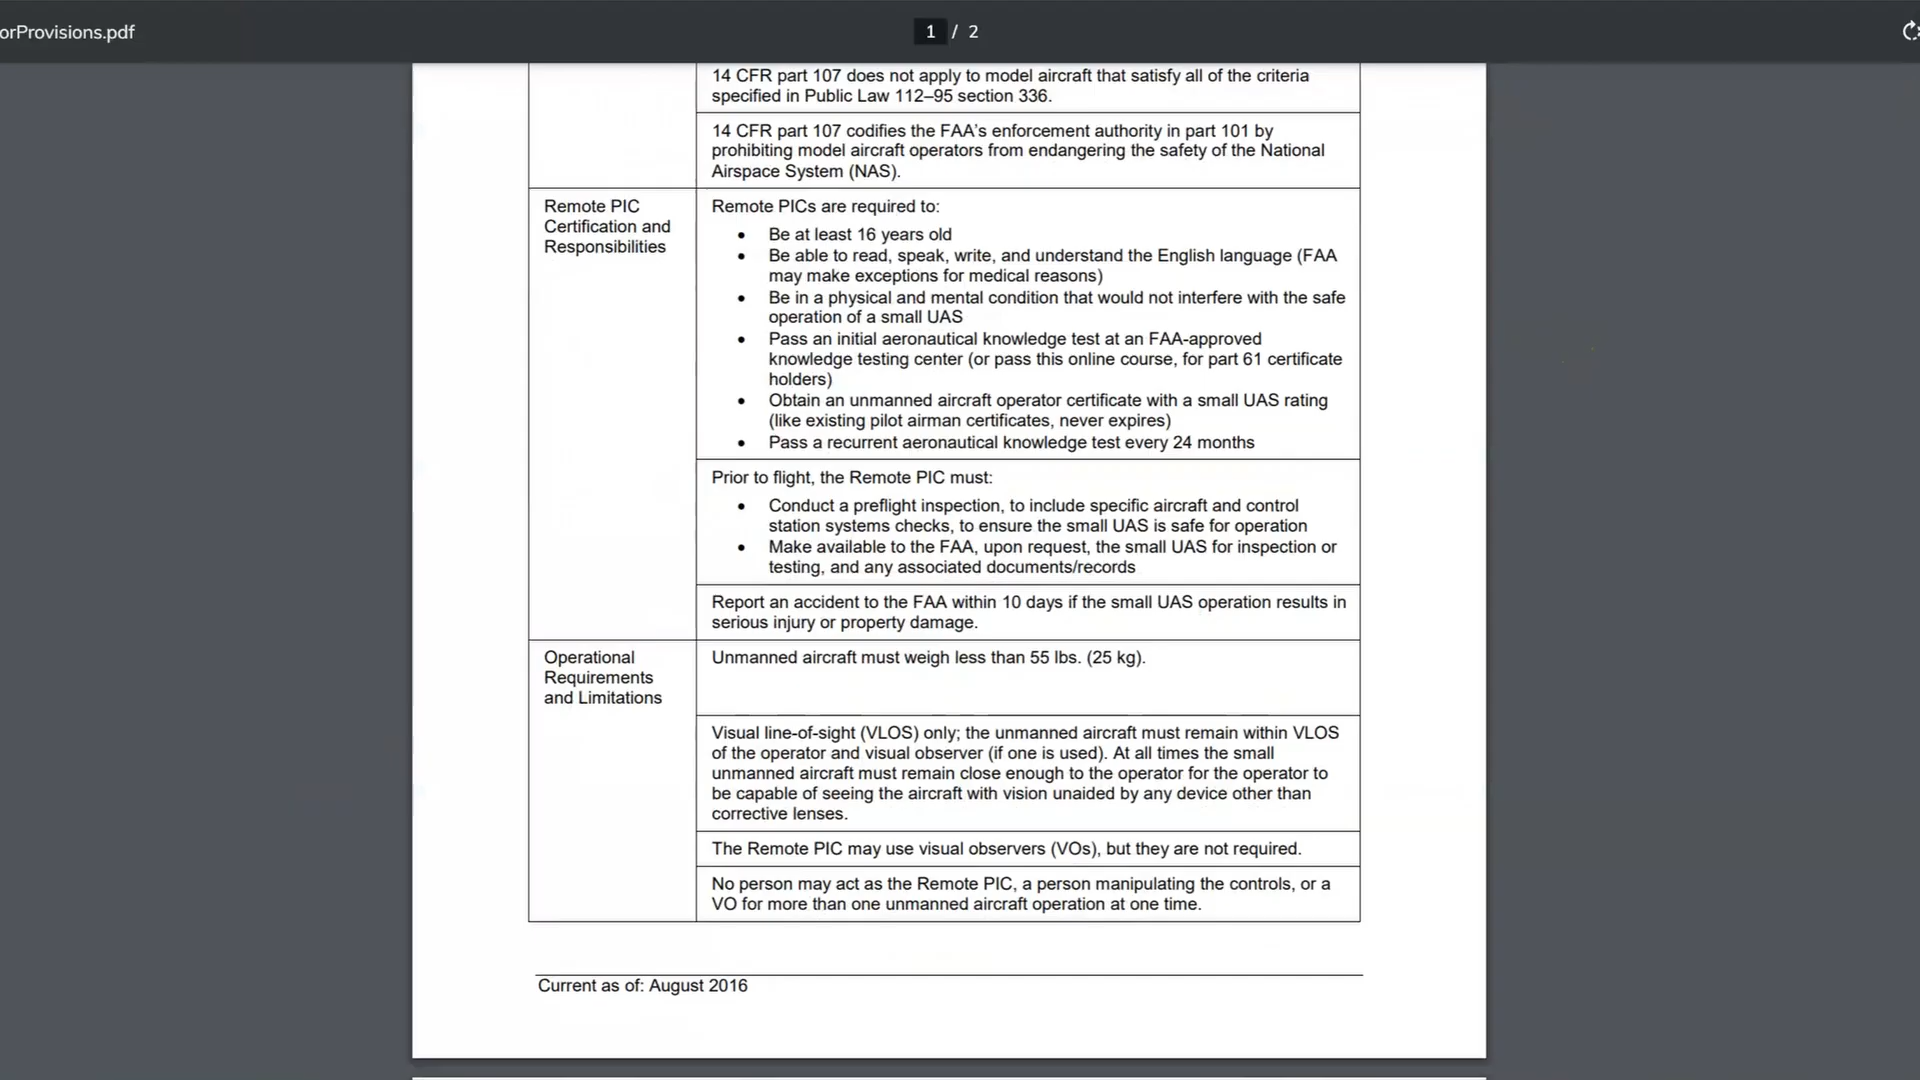 orProvisions.pdf
1 / 2
14 CFR part 107 does not apply to model aircraft that satisfy all of the criteria
specified in Public Law 112–95 section 336.
14 CFR part 107 codifies the FAA’s enforcement authority in part 101 by
prohibiting model aircraft operators from endangering the safety of the National
Airspace System (NAS).
Remote PIC
Certification and
Responsibilities
Remote PICs are required to:
• Be at least 16 years old
• Be able to read, speak, write, and understand the English language (FAA
may make exceptions for medical reasons)
• Be in a physical and mental condition that would not interfere with the safe
operation of a small UAS
• Pass an initial aeronautical knowledge test at an FAA-approved
knowledge testing center (or pass this online course, for part 61 certificate
holders)
• Obtain an unmanned aircraft operator certificate with a small UAS rating
(like existing pilot airman certificates, never expires)
• Pass a recurrent aeronautical knowledge test every 24 months
Prior to flight, the Remote PIC must:
• Conduct a preflight inspection, to include specific aircraft and control
station systems checks, to ensure the small UAS is safe for operation
• Make available to the FAA, upon request, the small UAS for inspection or
testing, and any associated documents/records
Report an accident to the FAA within 10 days if the small UAS operation results in
serious injury or property damage.
Operational
Requirements
and Limitations
Unmanned aircraft must weigh less than 55 lbs. (25 kg).
Visual line-of-sight (VLOS) only; the unmanned aircraft must remain within VLOS
of the operator and visual observer (if one is used). At all times the small
unmanned aircraft must remain close enough to the operator for the operator to
be capable of seeing the aircraft with vision unaided by any device other than
corrective lenses.
The Remote PIC may use visual observers (VOs), but they are not required.
No person may act as the Remote PIC, a person manipulating the controls, or a
VO for more than one unmanned aircraft operation at one time.
Current as of: August 2016